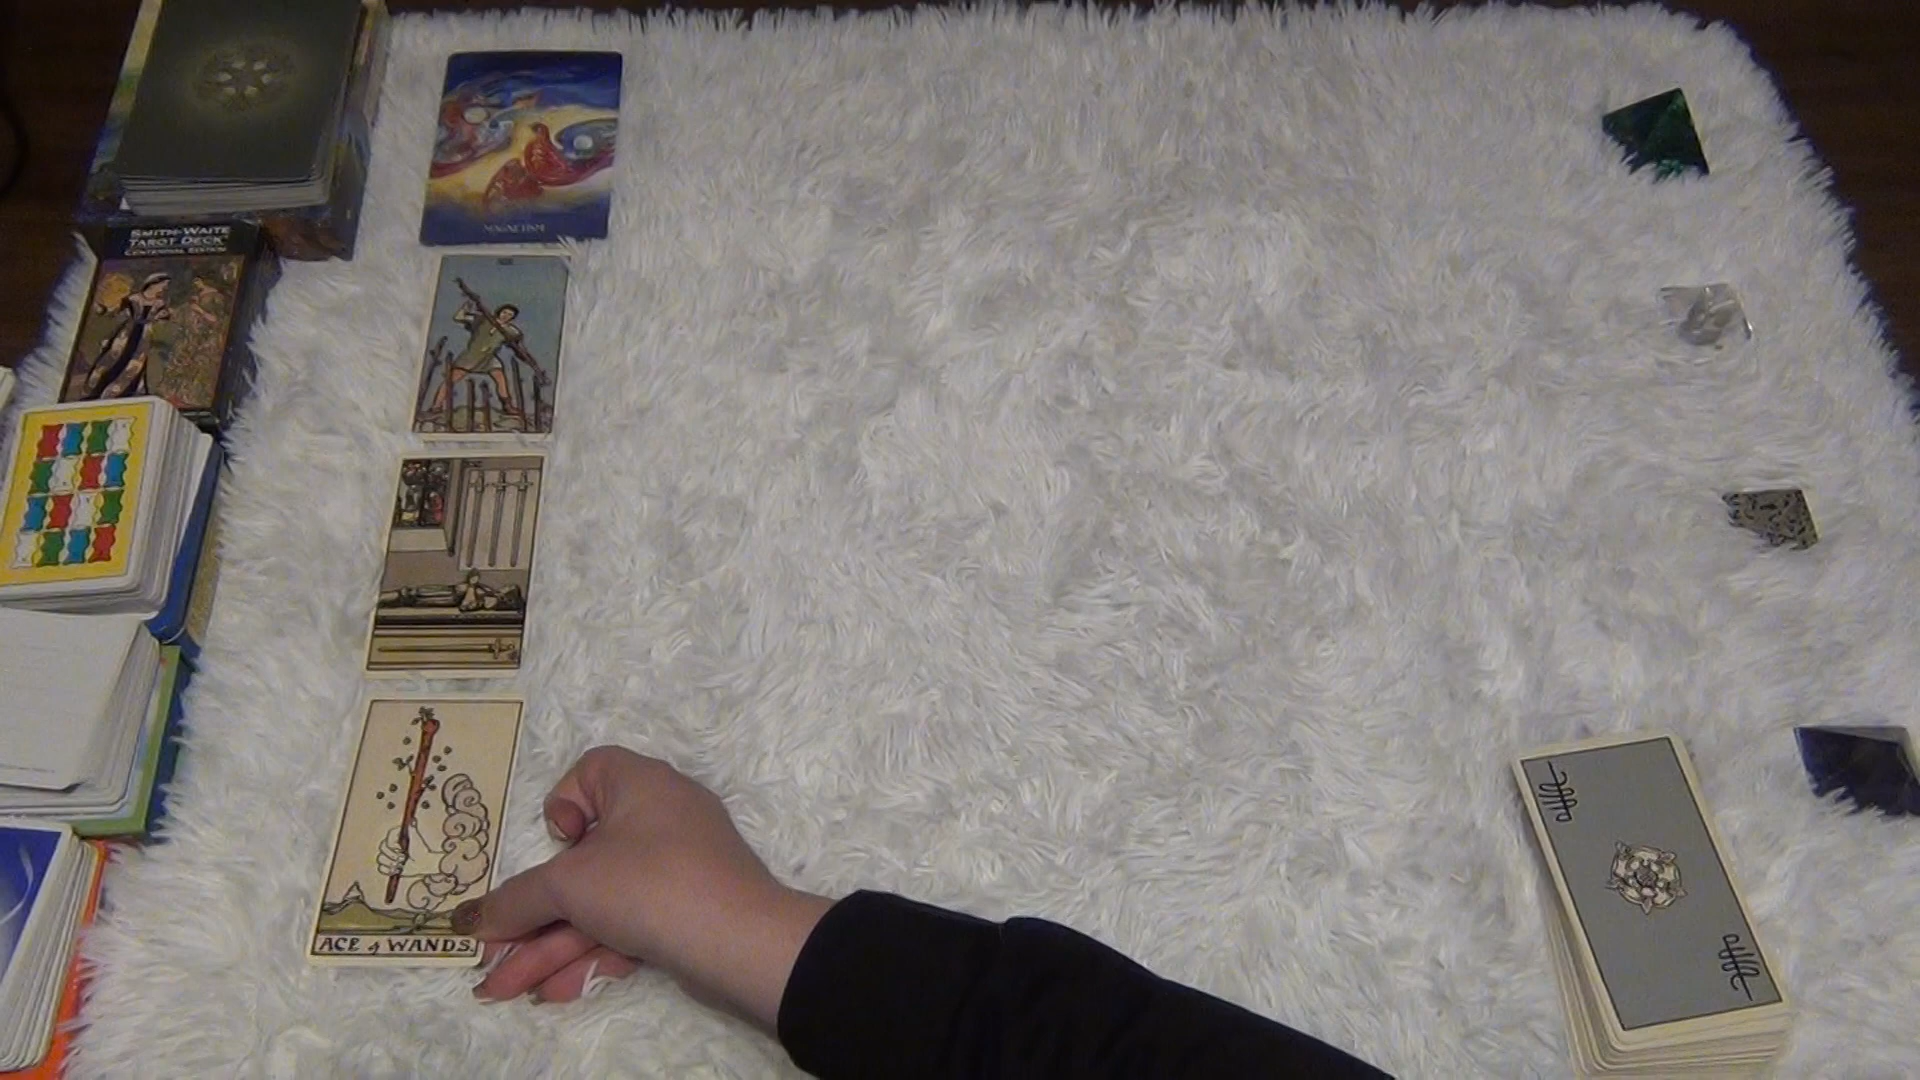 MAGNETISM
SMITH-WAITE
TAROT DECK
CENTENNIAL EDITION
ACE of WANDS.